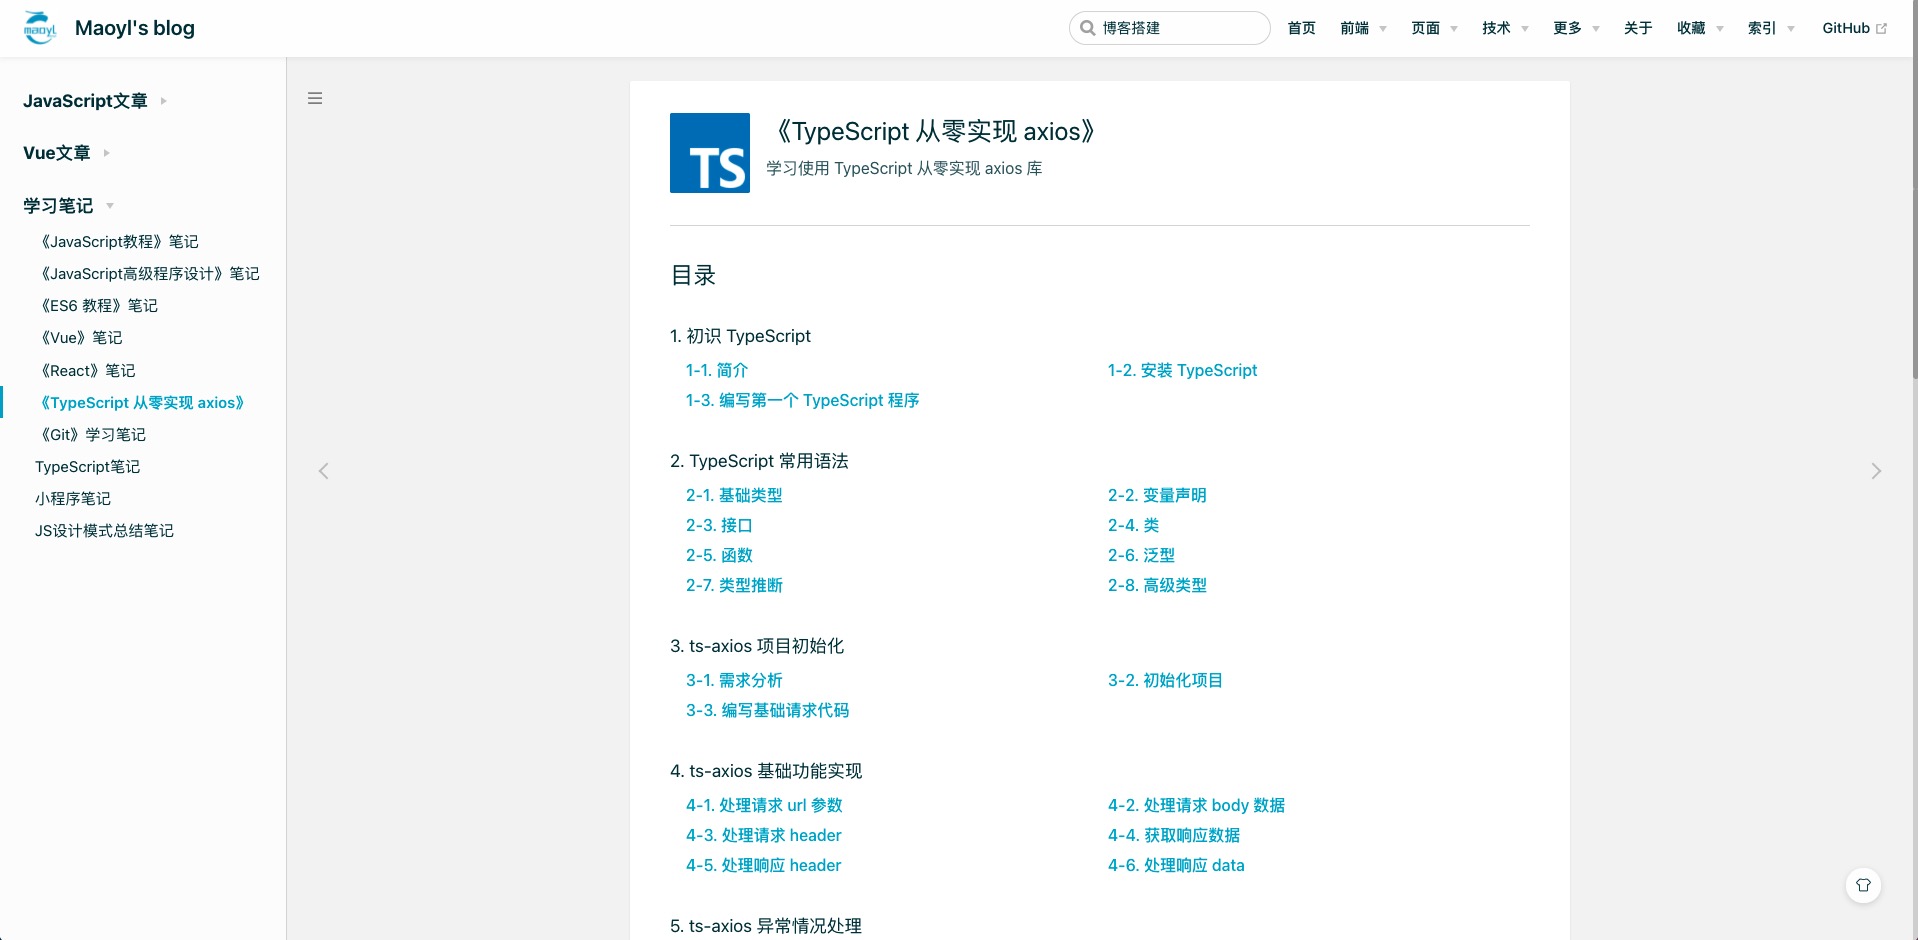 maoyl
Maoyl's blog
博客搭建
首页
前端
页面
技术
更多
关于
收藏
索引
GitHub
JavaScript文章
Vue文章
学习笔记
《JavaScript教程》笔记
《JavaScript高级程序设计》笔记
《ES6 教程》笔记
《Vue》笔记
《React》笔记
《TypeScript 从零实现 axios》
《Git》学习笔记
TypeScript笔记
小程序笔记
JS设计模式总结笔记
TS
《TypeScript 从零实现 axios》
学习使用 TypeScript 从零实现 axios 库
目录
1. 初识 TypeScript
1-1. 简介
1-2. 安装 TypeScript
1-3. 编写第一个 TypeScript 程序
2. TypeScript 常用语法
2-1. 基础类型
2-2. 变量声明
2-3. 接口
2-4. 类
2-5. 函数
2-6. 泛型
2-7. 类型推断
2-8. 高级类型
3. ts-axios 项目初始化
3-1. 需求分析
3-2. 初始化项目
3-3. 编写基础请求代码
4. ts-axios 基础功能实现
4-1. 处理请求 url 参数
4-2. 处理请求 body 数据
4-3. 处理请求 header
4-4. 获取响应数据
4-5. 处理响应 header
4-6. 处理响应 data
5. ts-axios 异常情况处理